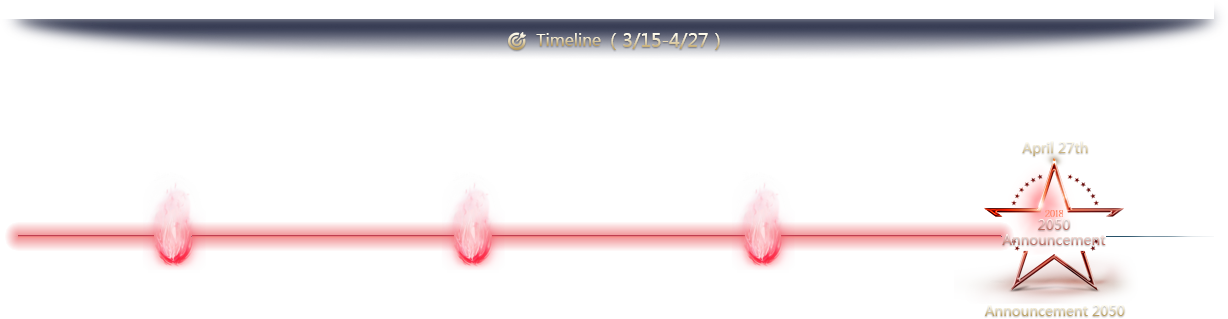 Timeline ( 3/15-4/27 )
April 27th
2018
2050
Announcement
Announcement 2050